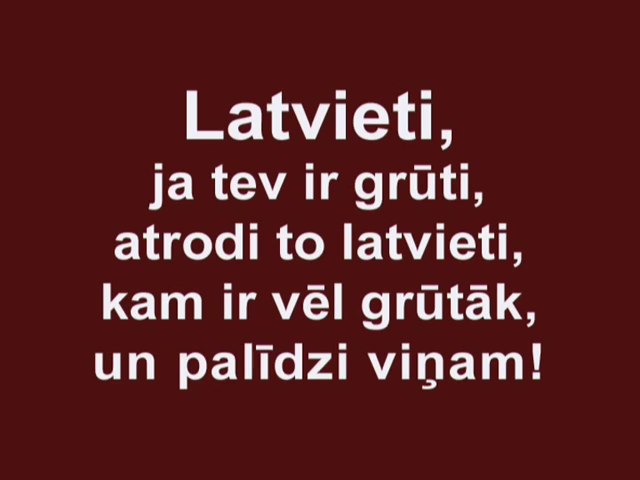 Latvieti,
ja tev ir grūti,
atrodi to latvieti,
kam ir vēl grūtāk,
un palīdzi viņam!